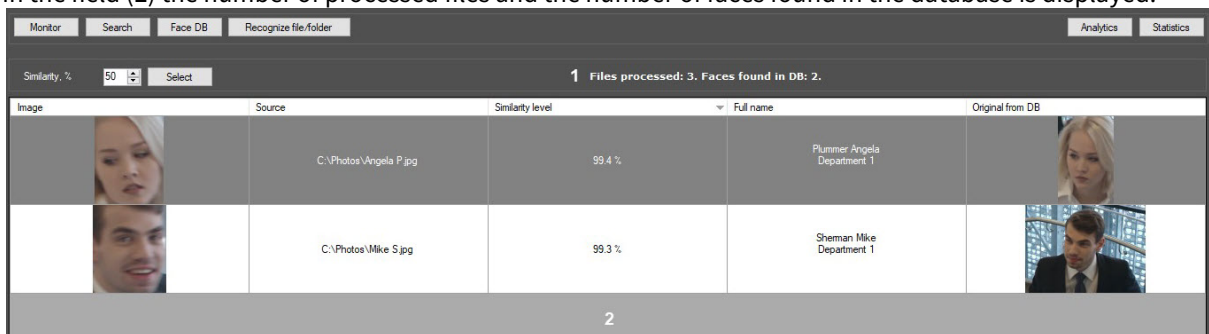 in the field (1) the number of processed files and the number of faces found in the database is displayed.
Monitor Search Face DB Recognize file/folder Analytics Statistics
Similarity, % 50 Select 1 Files processed: 3. Faces found in DB: 2.
Image Source Similarity level Full name Original from DB
C:\Photos\Angela P.jpg 99.4 % Plummer Angela
Department 1
C:\Photos\Mike S.jpg 99.3 % Sherman Mike
Department 1
2